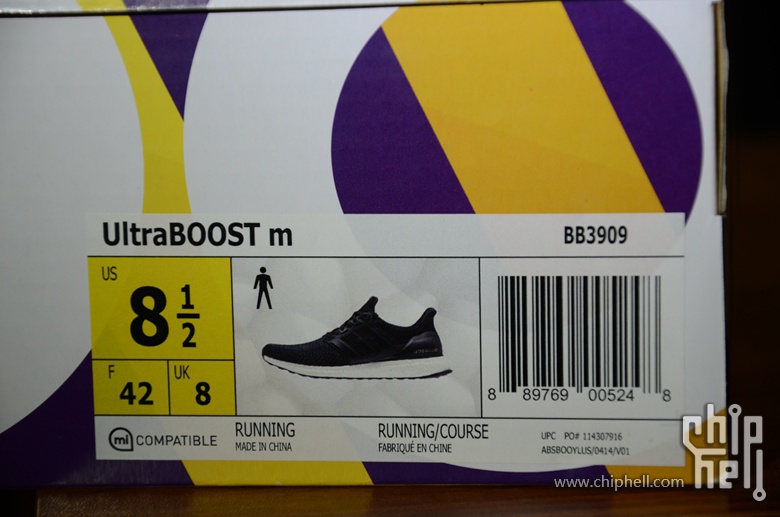 UltraBOOST m
BB3909
US
8 1/2
F
42
UK
8
8 89769 00524 8
mi COMPATIBLE
RUNNING
MADE IN CHINA
RUNNING/COURSE
FABRIQUÉ EN CHINE
UPC PO# 114307916
ABSBOOYLUS/0414/V01
www.chiphell.com
chip hell